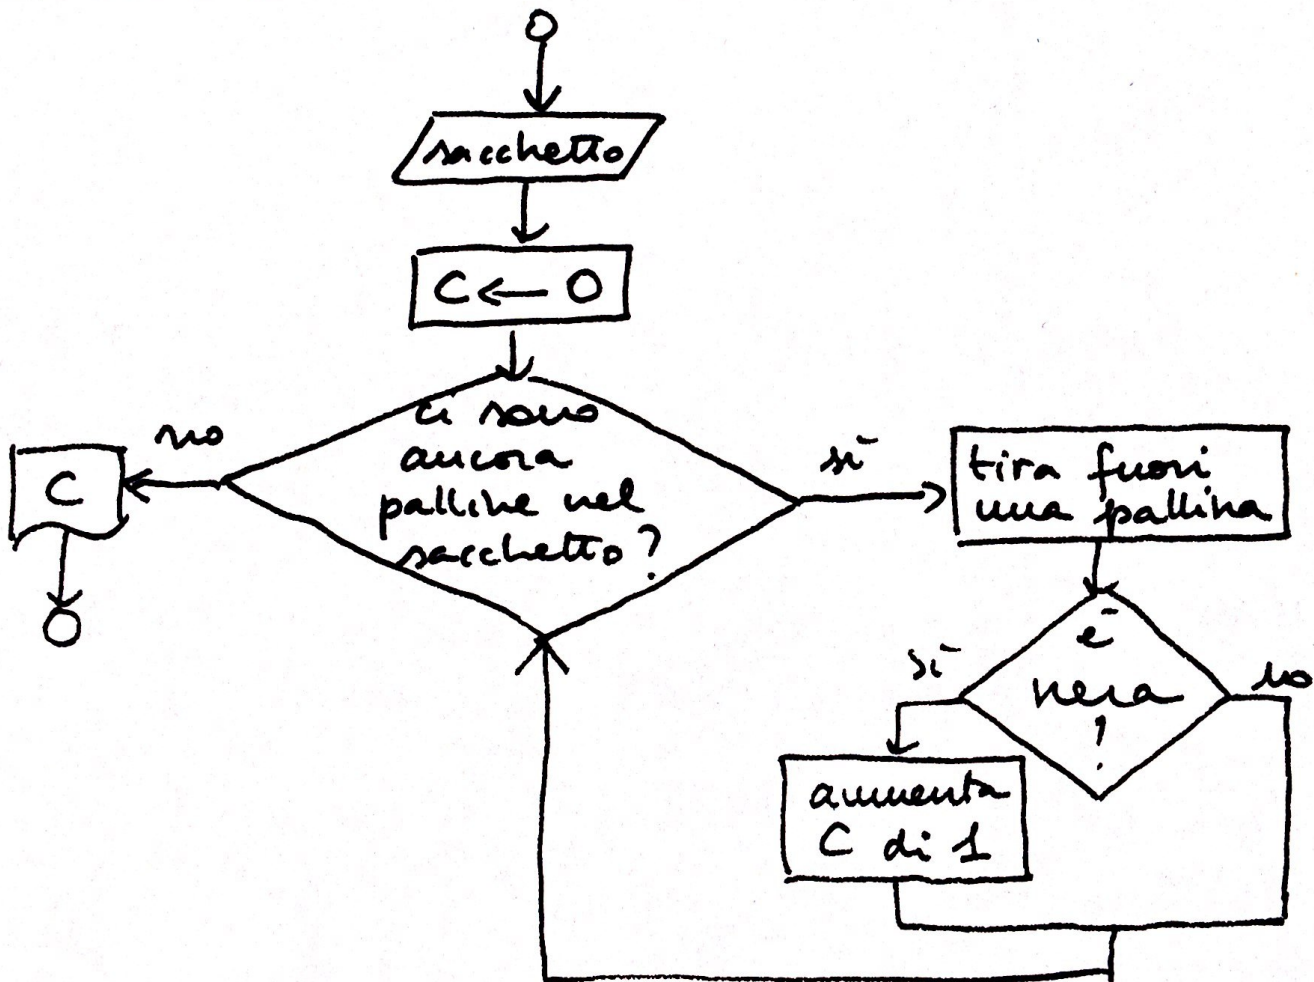 sacchetto
C ← 0
ci sono
ancora
palline nel
sacchetto?
no
C
sì
tira fuori
una pallina
è
nera
?
sì
no
aumenta
C di 1